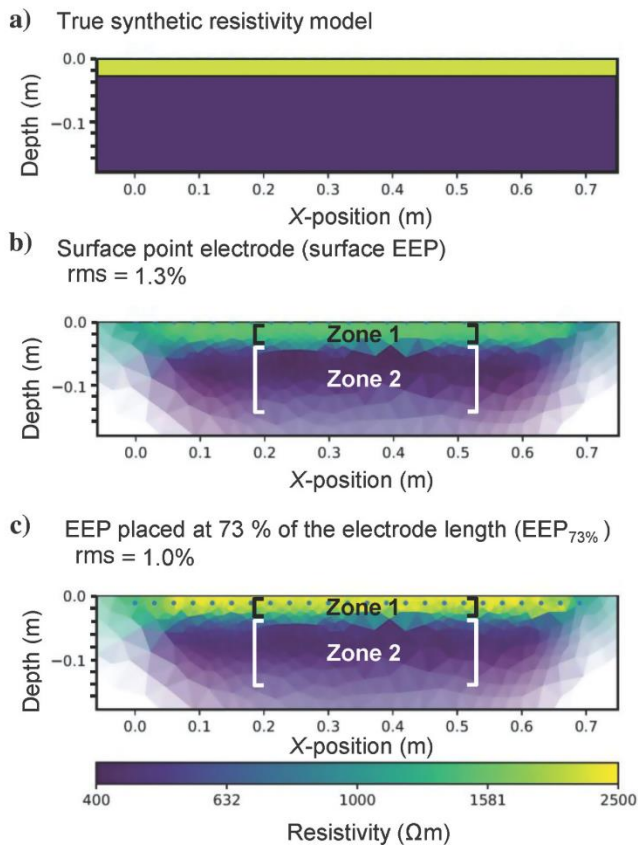 a) True synthetic resistivity model
0.0
−0.1
Depth (m)
0.0 0.1 0.2 0.3 0.4 0.5 0.6 0.7
X-position (m)
b) Surface point electrode (surface EEP)
rms = 1.3%
0.0
−0.1
Depth (m)
Zone 1
Zone 2
0.0 0.1 0.2 0.3 0.4 0.5 0.6 0.7
X-position (m)
c) EEP placed at 73 % of the electrode length (EEP73%)
rms = 1.0%
0.0
−0.1
Depth (m)
Zone 1
Zone 2
0.0 0.1 0.2 0.3 0.4 0.5 0.6 0.7
X-position (m)
400 632 1000 1581 2500
Resistivity (Ωm)